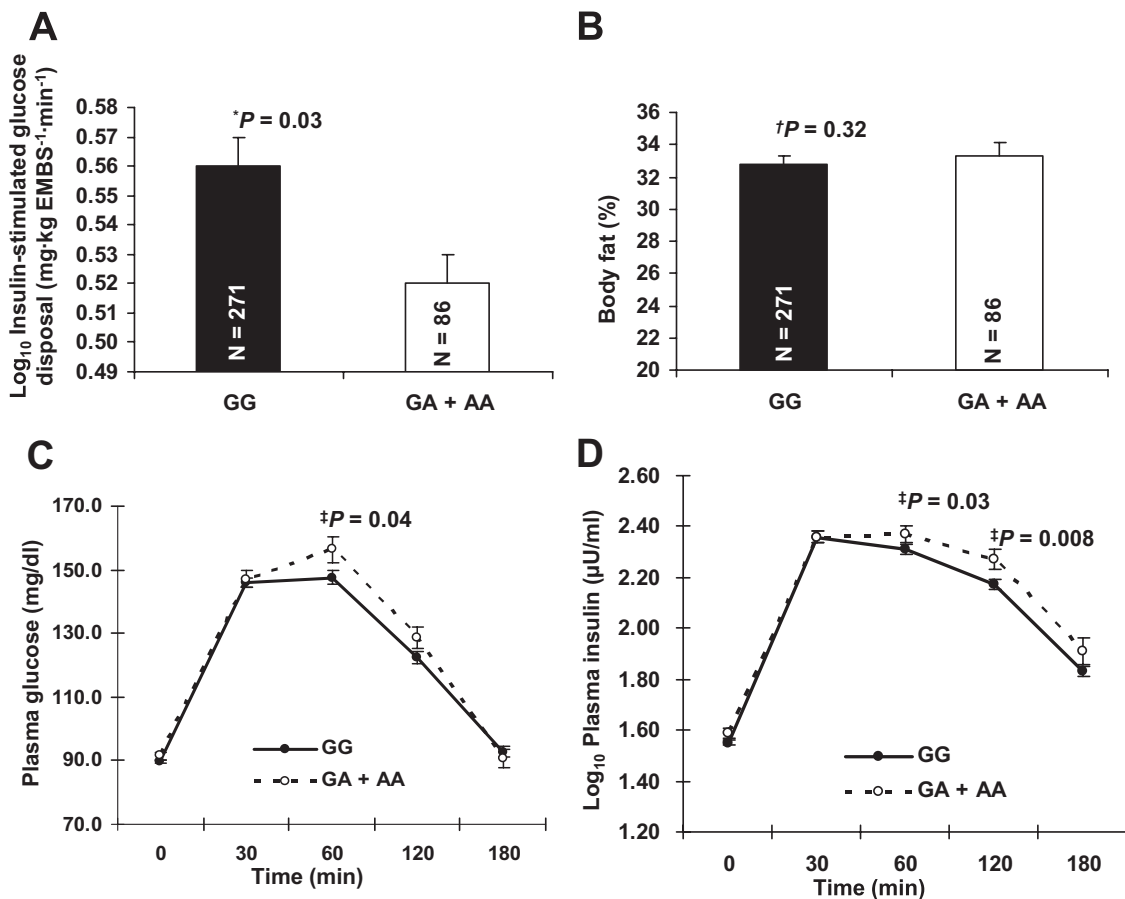 A
Log₁₀ Insulin-stimulated glucose
disposal (mg·kg EMBS⁻¹·min⁻¹)
0.58
0.57
0.56
0.55
0.54
0.53
0.52
0.51
0.50
0.49
*P = 0.03
N = 271
N = 86
GG
GA + AA
B
Body fat (%)
36
34
32
33
28
26
24
22
20
†P = 0.32
N = 271
N = 86
GG
GA + AA
C
Plasma glucose (mg/dl)
170.0
150.0
130.0
110.0
90.0
70.0
‡P = 0.04
GG
GA + AA
0
30
60
120
180
Time (min)
D
Log₁₀ Plasma insulin (µU/ml)
2.60
2.40
2.20
2.00
1.80
1.60
1.40
1.20
‡P = 0.03
‡P = 0.008
GG
GA + AA
0
30
60
120
180
Time (min)